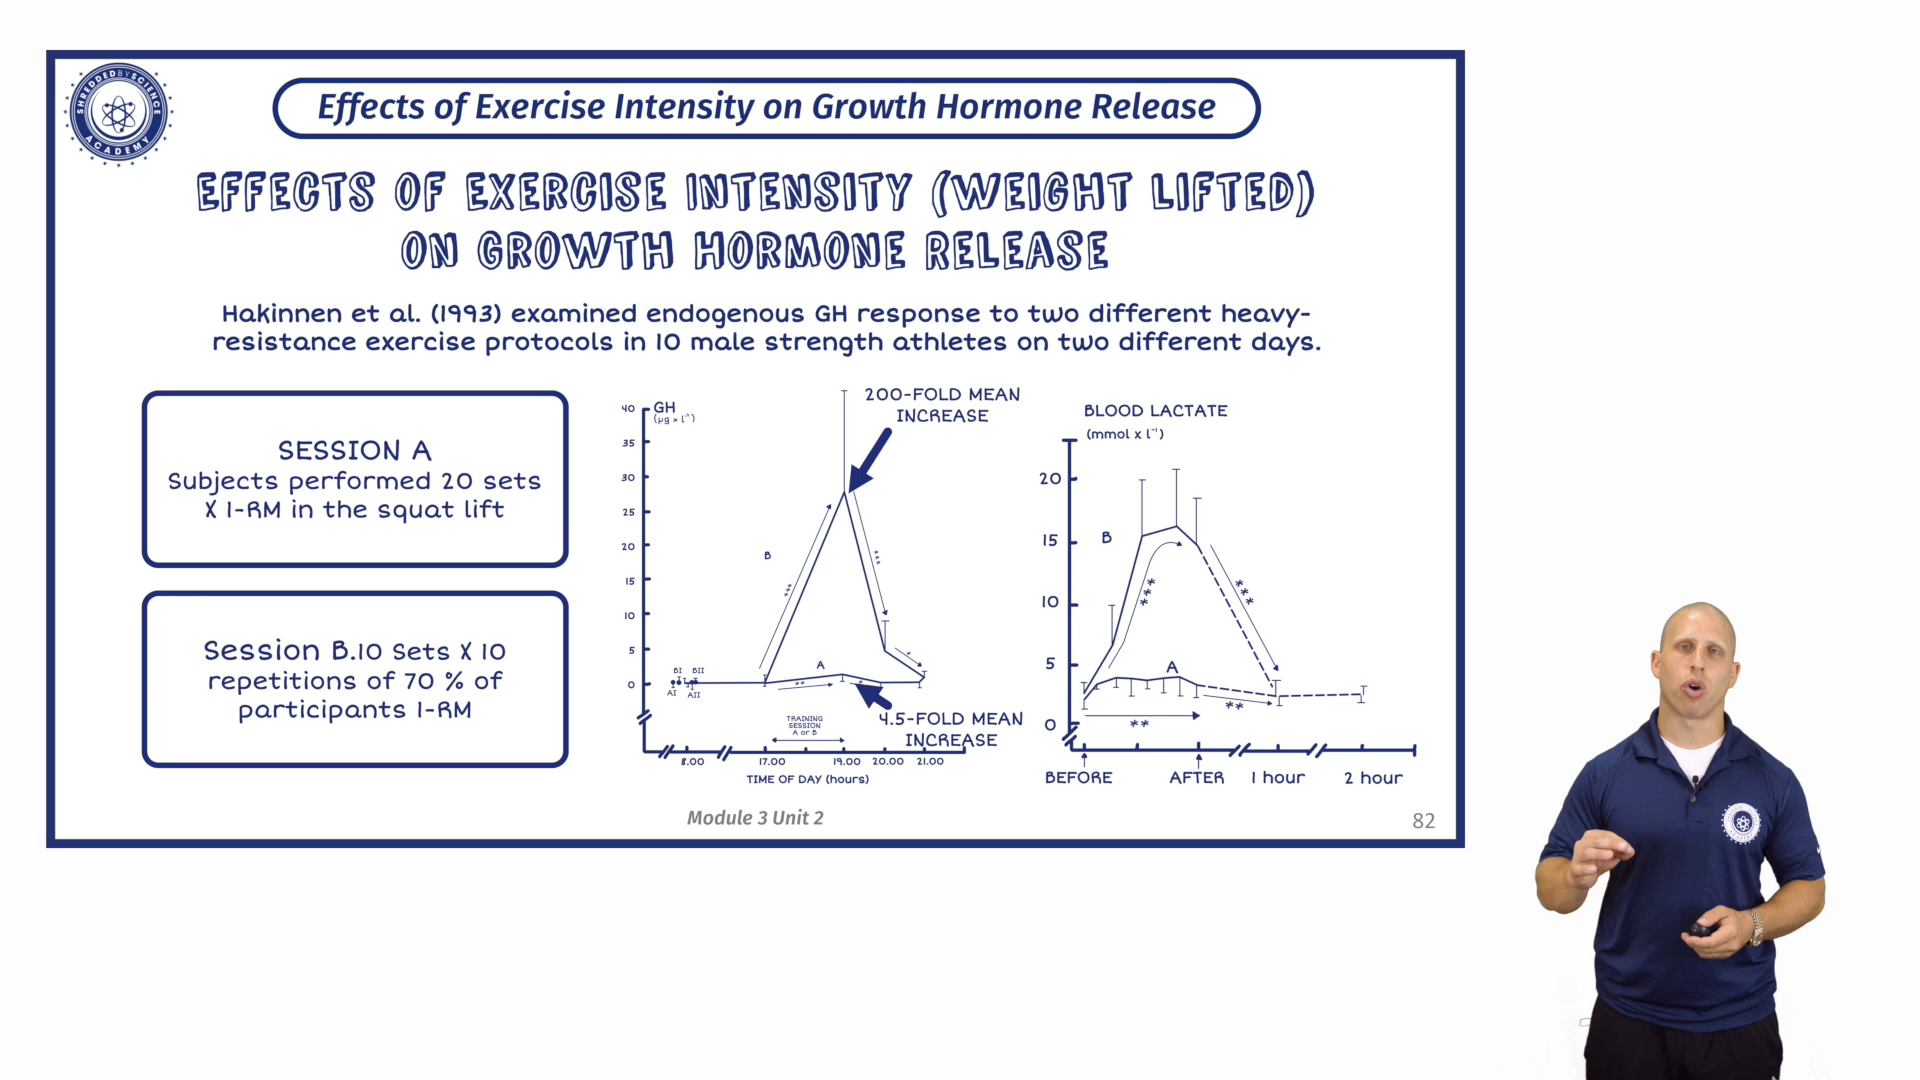 SHREDDEDBYSCIENCE
ACADEMY
Effects of Exercise Intensity on Growth Hormone Release
EFFECTS OF EXERCISE INTENSITY (WEIGHT LIFTED)
ON GROWTH HORMONE RELEASE
Hakinnen et al. (1993) examined endogenous GH response to two different heavy-
resistance exercise protocols in 10 male strength athletes on two different days.
SESSION A
Subjects performed 20 sets
X 1-RM in the squat lift
Session B.10 Sets X 10
repetitions of 70 % of
participants 1-RM
GH
(µg × l⁻¹)
40
35
30
25
20
15
10
5
0
200-FOLD MEAN
INCREASE
B
***
***
*
A
**
*
BI BII
AI AII
4.5-FOLD MEAN
INCREASE
TRAINING
SESSION
A or B
8.00 17.00 19.00 20.00 21.00
TIME OF DAY (hours)
BLOOD LACTATE
(mmol x l⁻¹)
20
15
10
5
0
B
***
***
A
**
**
BEFORE AFTER 1 hour 2 hour
Module 3 Unit 2
82